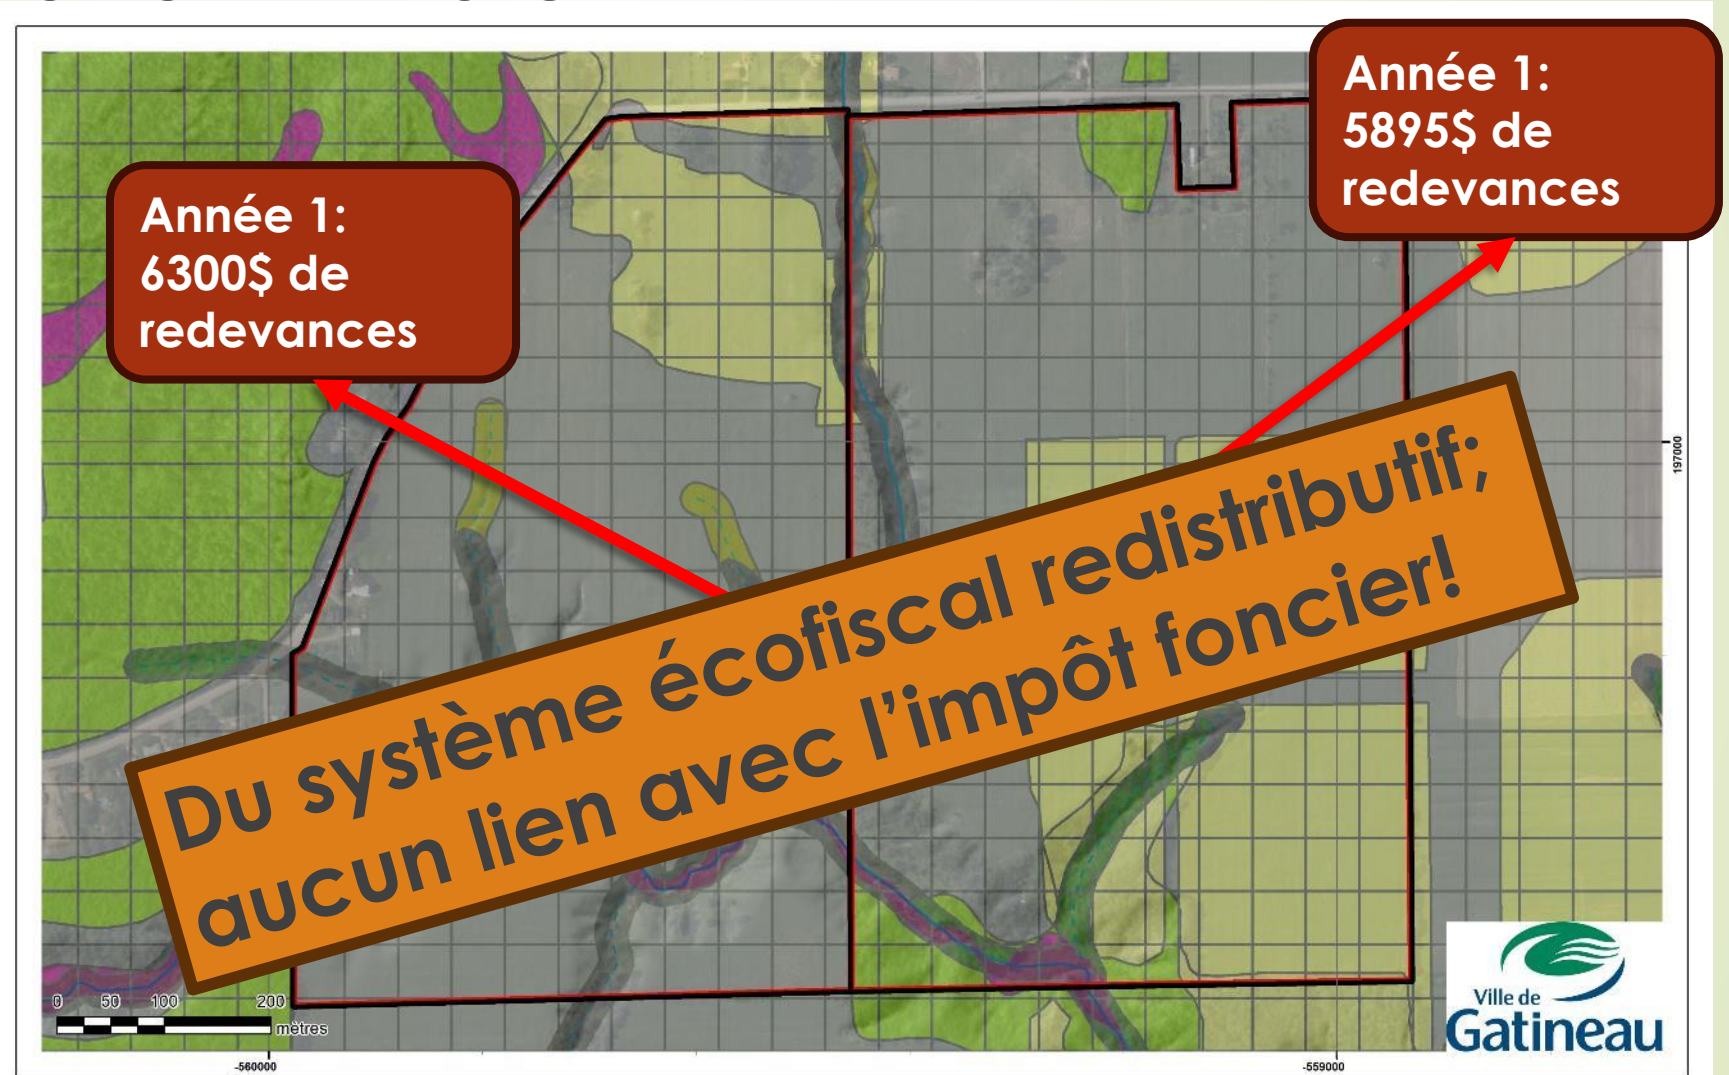 Année 1:
5895$ de
redevances
Année 1:
6300$ de
redevances
Du système écofiscal redistributif;
aucun lien avec l'impôt foncier!
197000
0 50 100 200
mètres
-560000
-559000
Ville de
Gatineau